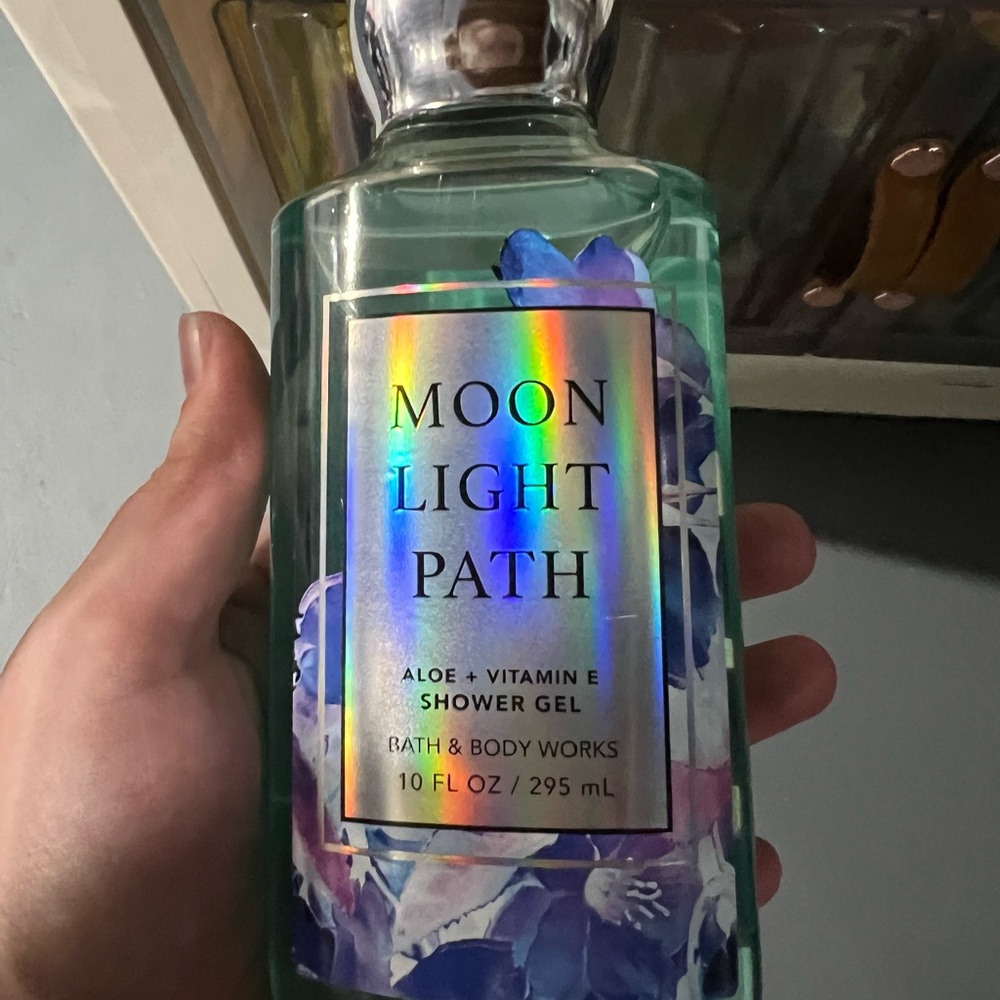 MOON
LIGHT
PATH
ALOE + VITAMIN E
SHOWER GEL
BATH & BODY WORKS
10 FL OZ / 295 mL